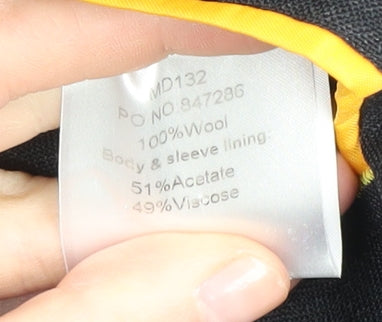 MD132
PO NO 847286
100%Wool
Body & sleeve lining:
51%Acetate
49%Viscose